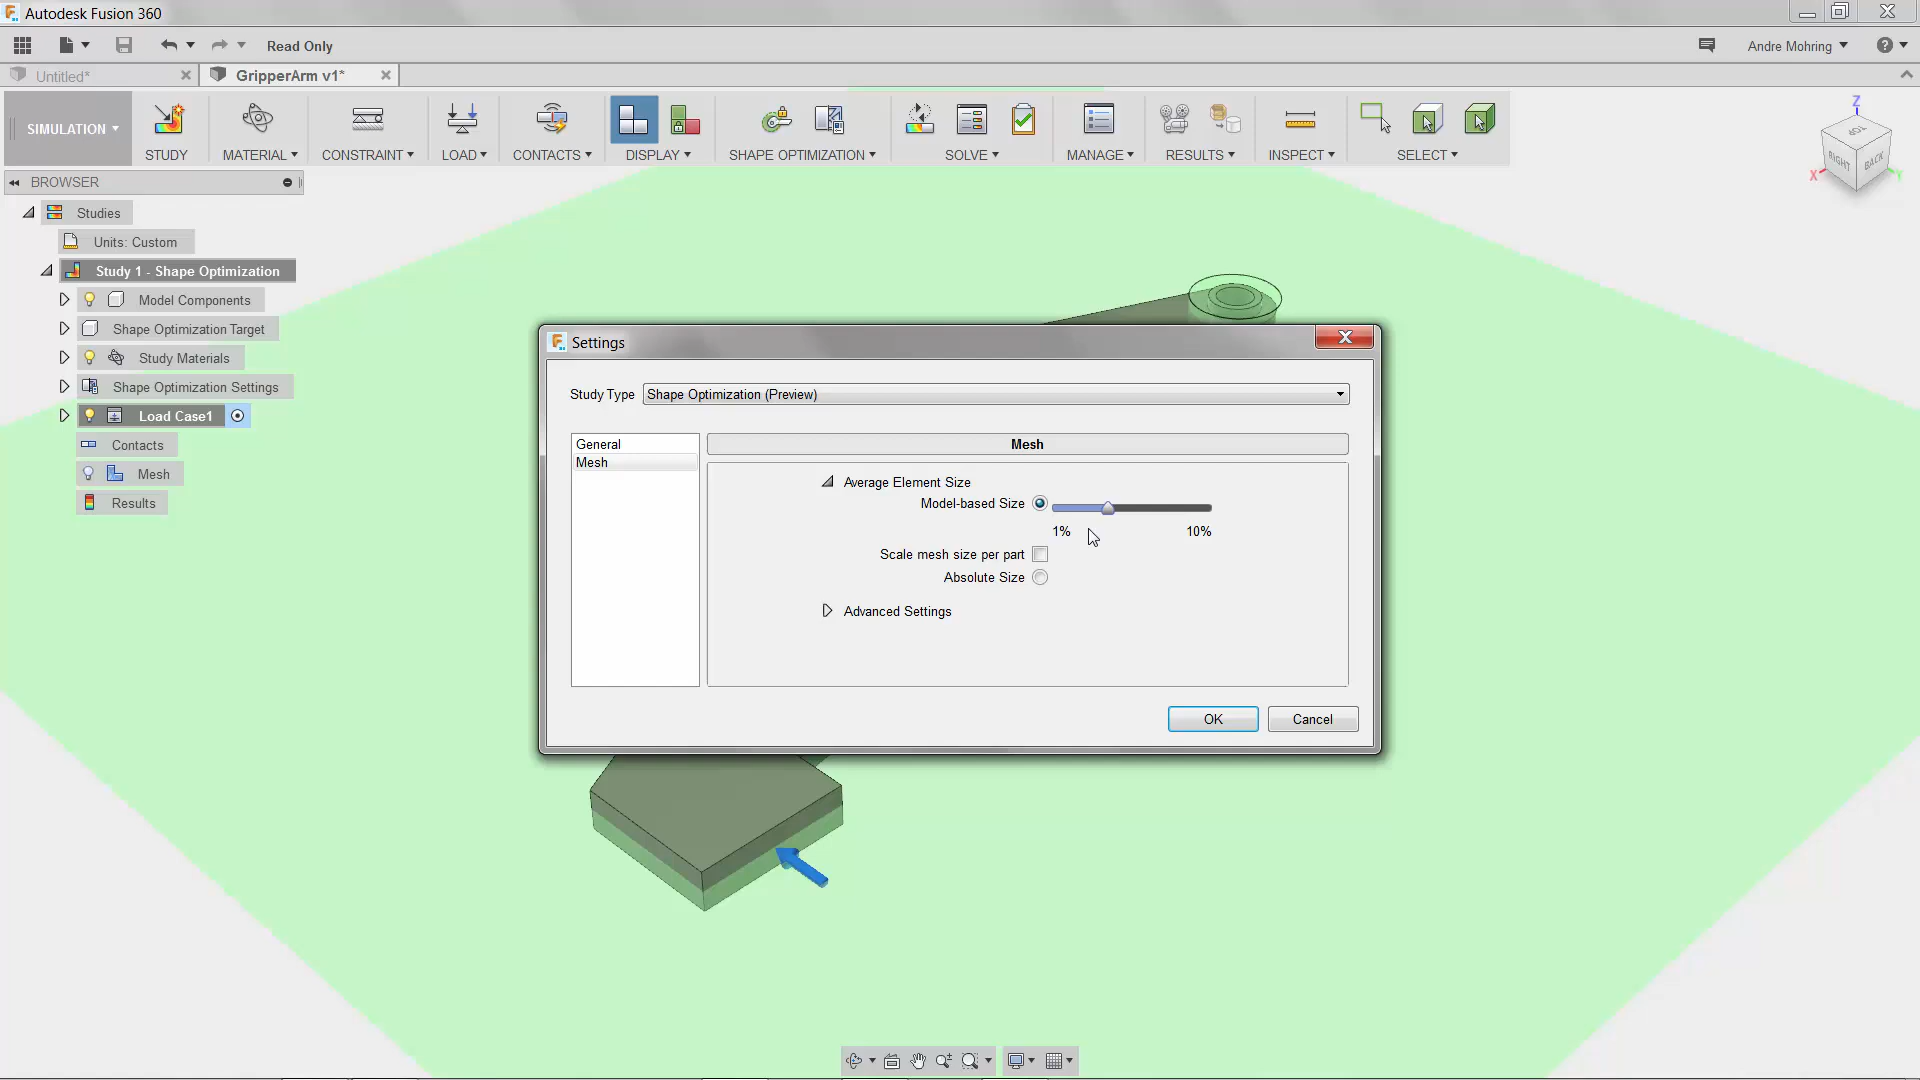 Autodesk Fusion 360
Read Only
Andre Mohring
Untitled*
GripperArm v1*
SIMULATION
STUDY
MATERIAL
CONSTRAINT
LOAD
CONTACTS
DISPLAY
SHAPE OPTIMIZATION
SOLVE
MANAGE
RESULTS
INSPECT
SELECT
Z
TOP
RIGHT
BACK
X
Y
BROWSER
Studies
Units: Custom
Study 1 - Shape Optimization
Model Components
Shape Optimization Target
Study Materials
Shape Optimization Settings
Load Case1
Contacts
Mesh
Results
Settings
Study Type
Shape Optimization (Preview)
General
Mesh
Mesh
Average Element Size
Model-based Size
1%
10%
Scale mesh size per part
Absolute Size
Advanced Settings
OK
Cancel